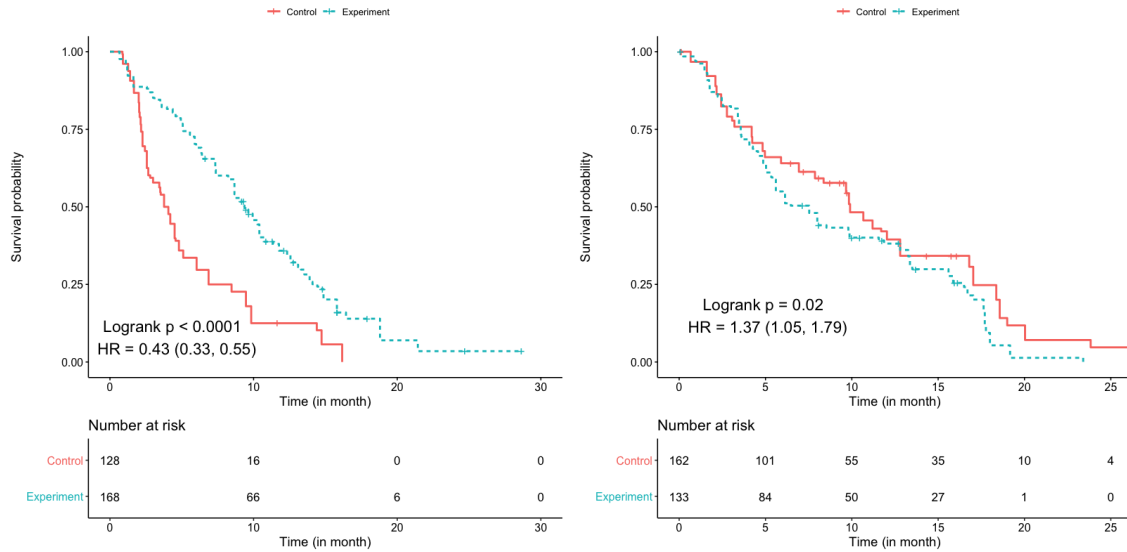 Control Experiment
Survival probability
1.00
0.75
0.50
0.25
0.00
Logrank p < 0.0001
HR = 0.43 (0.33, 0.55)
0 10 20 30
Time (in month)
Number at risk
Control 128 16 0 0
Experiment 168 66 6 0
0 10 20 30
Time (in month)
Control Experiment
Survival probability
1.00
0.75
0.50
0.25
0.00
Logrank p = 0.02
HR = 1.37 (1.05, 1.79)
0 5 10 15 20 25
Time (in month)
Number at risk
Control 162 101 55 35 10 4
Experiment 133 84 50 27 1 0
0 5 10 15 20 25
Time (in month)